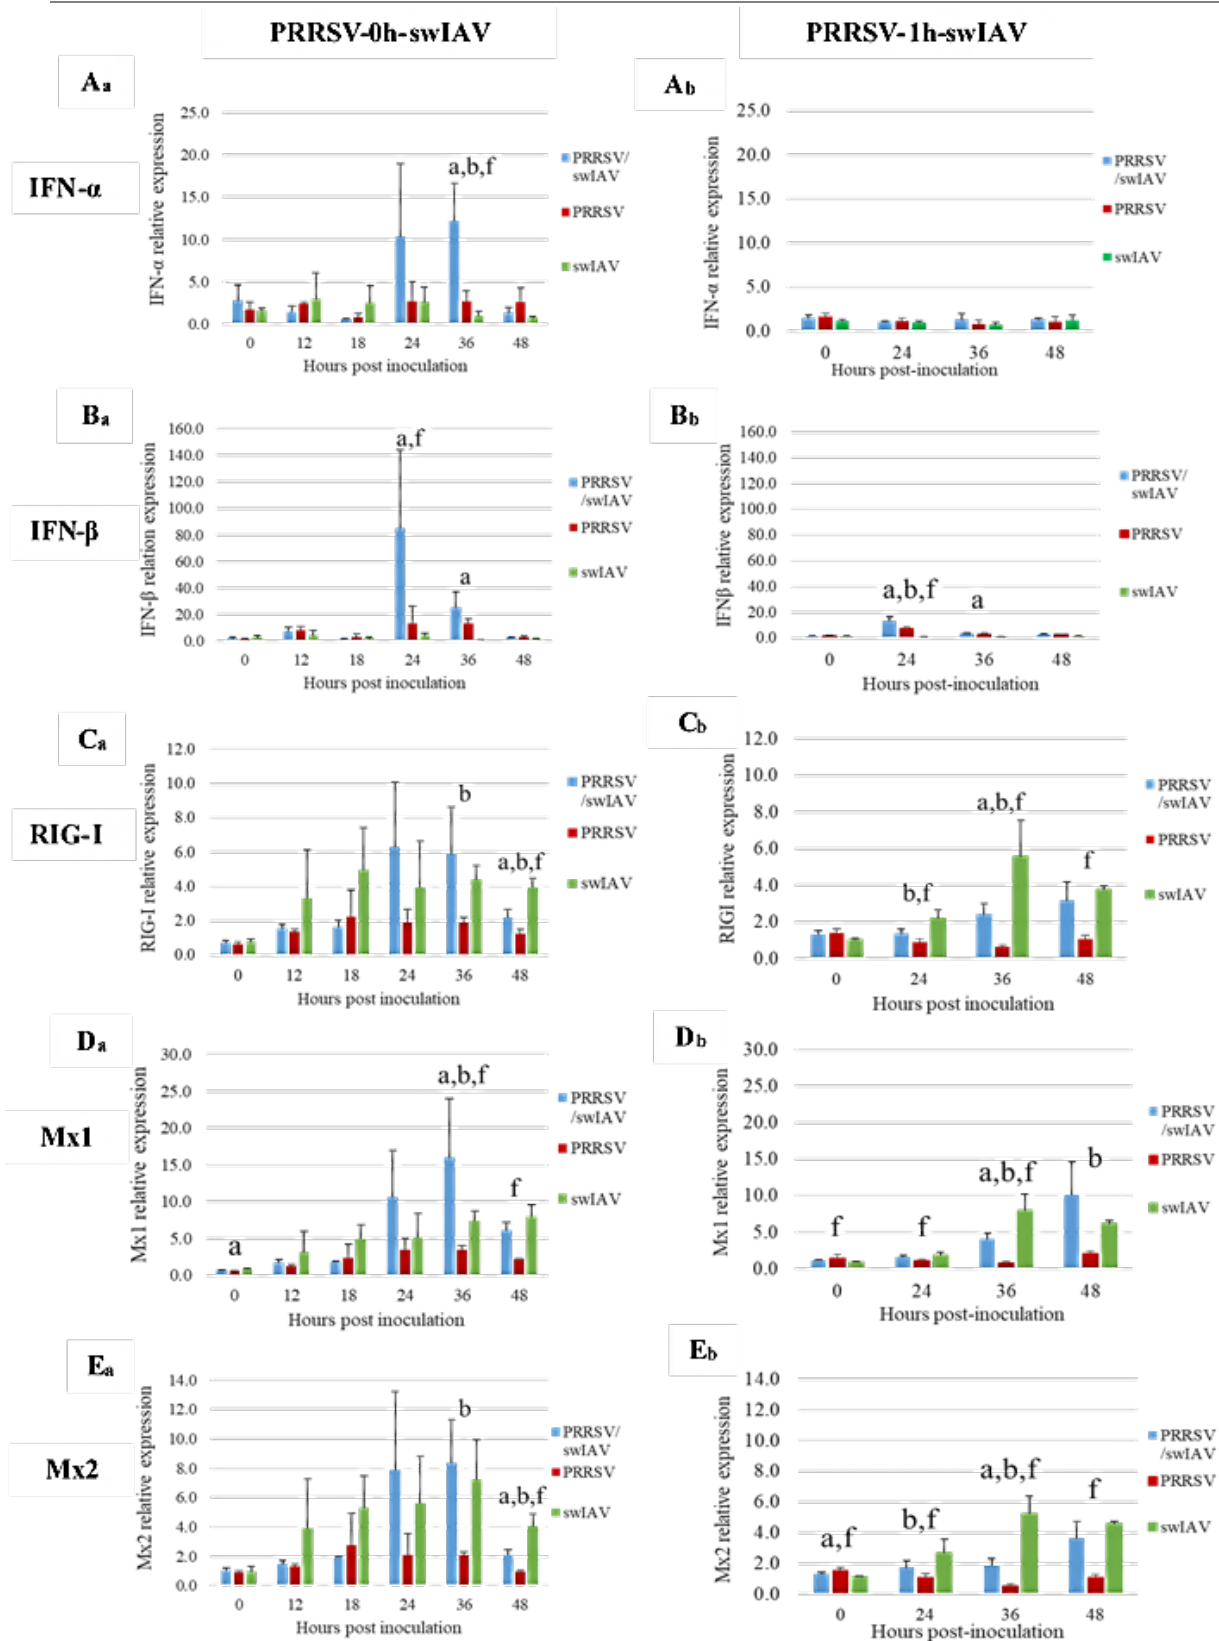 PRRSV-0h-swIAV
PRRSV-1h-swIAV
Aa
IFN-α
IFN-α relative expression
25.0
20.0
15.0
10.0
5.0
0.0
a,b,f
0 12 18 24 36 48
Hours post inoculation
PRRSV/
swIAV
PRRSV
swIAV
Ab
IFN-α relative expression
25.0
20.0
15.0
10.0
5.0
0.0
0 24 36 48
Hours post-inoculation
PRRSV
/swIAV
PRRSV
swIAV
Ba
IFN-β
IFN-β relation expression
160.0
140.0
120.0
100.0
80.0
60.0
40.0
20.0
0.0
a,f
a
0 12 18 24 36 48
Hours post inoculation
PRRSV
/swIAV
PRRSV
swIAV
Bb
IFNβ relative expression
160.0
140.0
120.0
100.0
80.0
60.0
40.0
20.0
0.0
a,b,f
a
0 24 36 48
Hours post-inoculation
PRRSV/
swIAV
PRRSV
swIAV
Ca
RIG-I
RIG-I relative expression
12.0
10.0
8.0
6.0
4.0
2.0
0.0
b
a,b,f
0 12 18 24 36 48
Hours post inoculation
PRRSV
/swIAV
PRRSV
swIAV
Cb
RIGI relative expression
12.0
10.0
8.0
6.0
4.0
2.0
0.0
b,f
a,b,f
f
0 24 36 48
Hours post-inoculation
PRRSV
/swIAV
PRRSV
swIAV
Da
Mx1
Mx1 relative expression
30.0
25.0
20.0
15.0
10.0
5.0
0.0
a
a,b,f
f
0 12 18 24 36 48
Hours post inoculation
PRRSV
/swIAV
PRRSV
swIAV
Db
Mx1 relative expression
30.0
25.0
20.0
15.0
10.0
5.0
0.0
f
f
a,b,f
b
0 24 36 48
Hours post-inoculation
PRRSV
/swIAV
PRRSV
swIAV
Ea
Mx2
Mx2 relative expression
14.0
12.0
10.0
8.0
6.0
4.0
2.0
0.0
b
a,b,f
0 12 18 24 36 48
Hours post inoculation
PRRSV/
swIAV
PRRSV
swIAV
Eb
Mx2 relative expression
14.0
12.0
10.0
8.0
6.0
4.0
2.0
0.0
a,f
b,f
a,b,f
f
0 24 36 48
Hours post-inoculation
PRRSV
/swIAV
PRRSV
swIAV